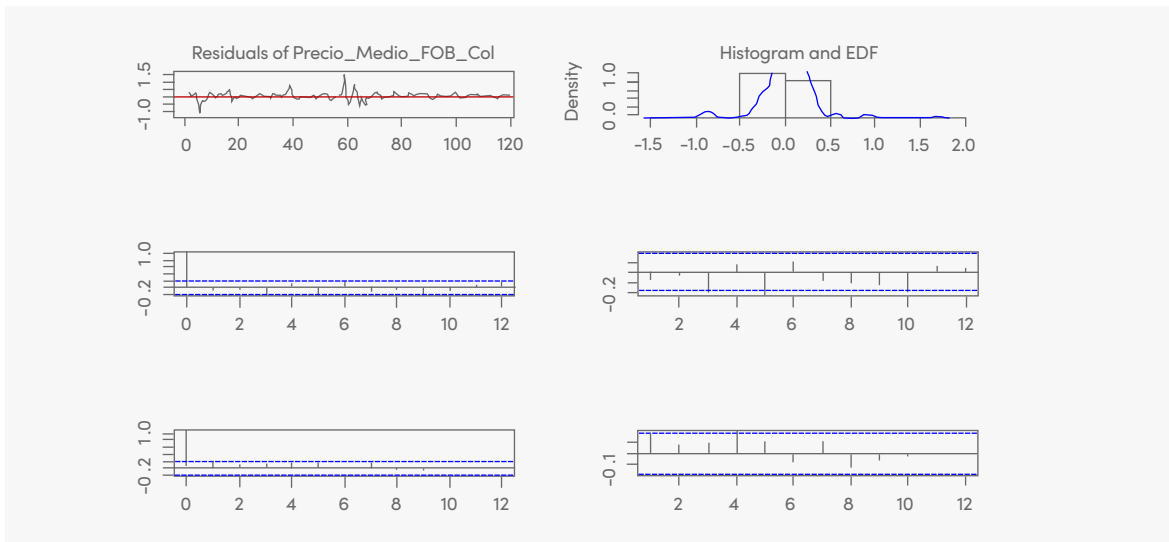 Residuals of Precio_Medio_FOB_Col
1.5
-1.0
0 20 40 60 80 100 120
Histogram and EDF
Density
1.0
0.0
-1.5 -1.0 -0.5 0.0 0.5 1.0 1.5 2.0
1.0
-0.2 0.2
0 2 4 6 8 10 12
-0.2
2 4 6 8 10 12
1.0
-0.2 0.2
0 2 4 6 8 10 12
-0.1
2 4 6 8 10 12